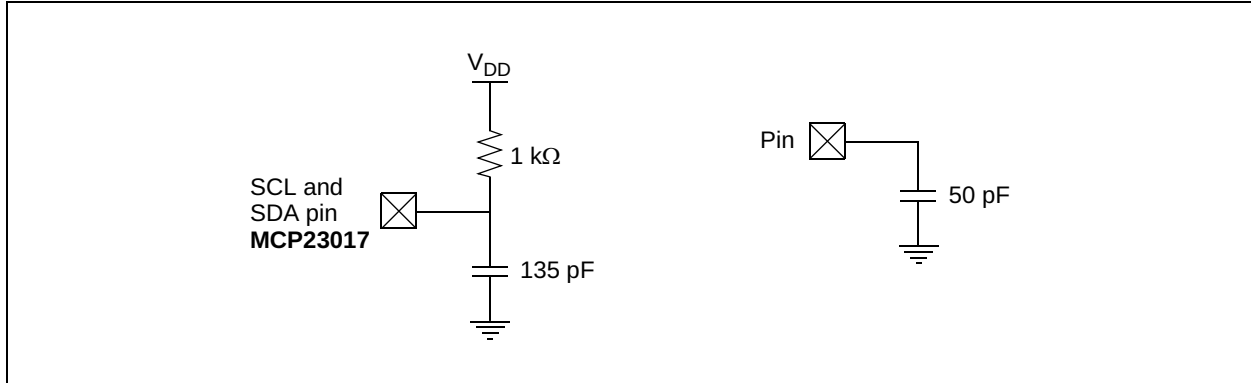 VDD
1 kΩ
SCL and
SDA pin
MCP23017
135 pF
Pin
50 pF